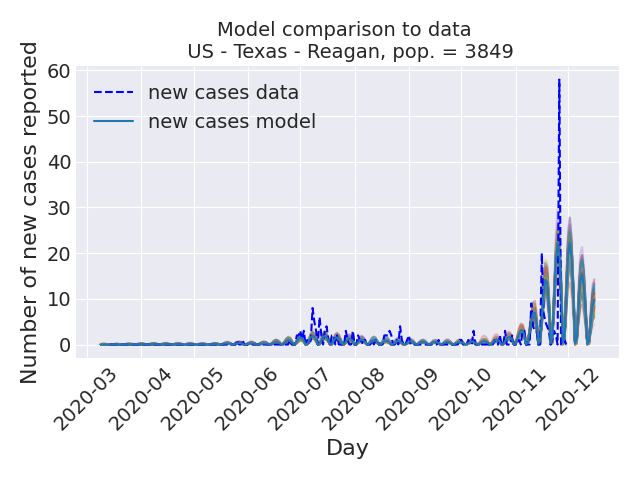 Model comparison to data
US - Texas - Reagan, pop. = 3849
Number of new cases reported
60
50
40
30
20
10
0
new cases data
new cases model
2020-03
2020-04
2020-05
2020-06
2020-07
2020-08
2020-09
2020-10
2020-11
2020-12
Day